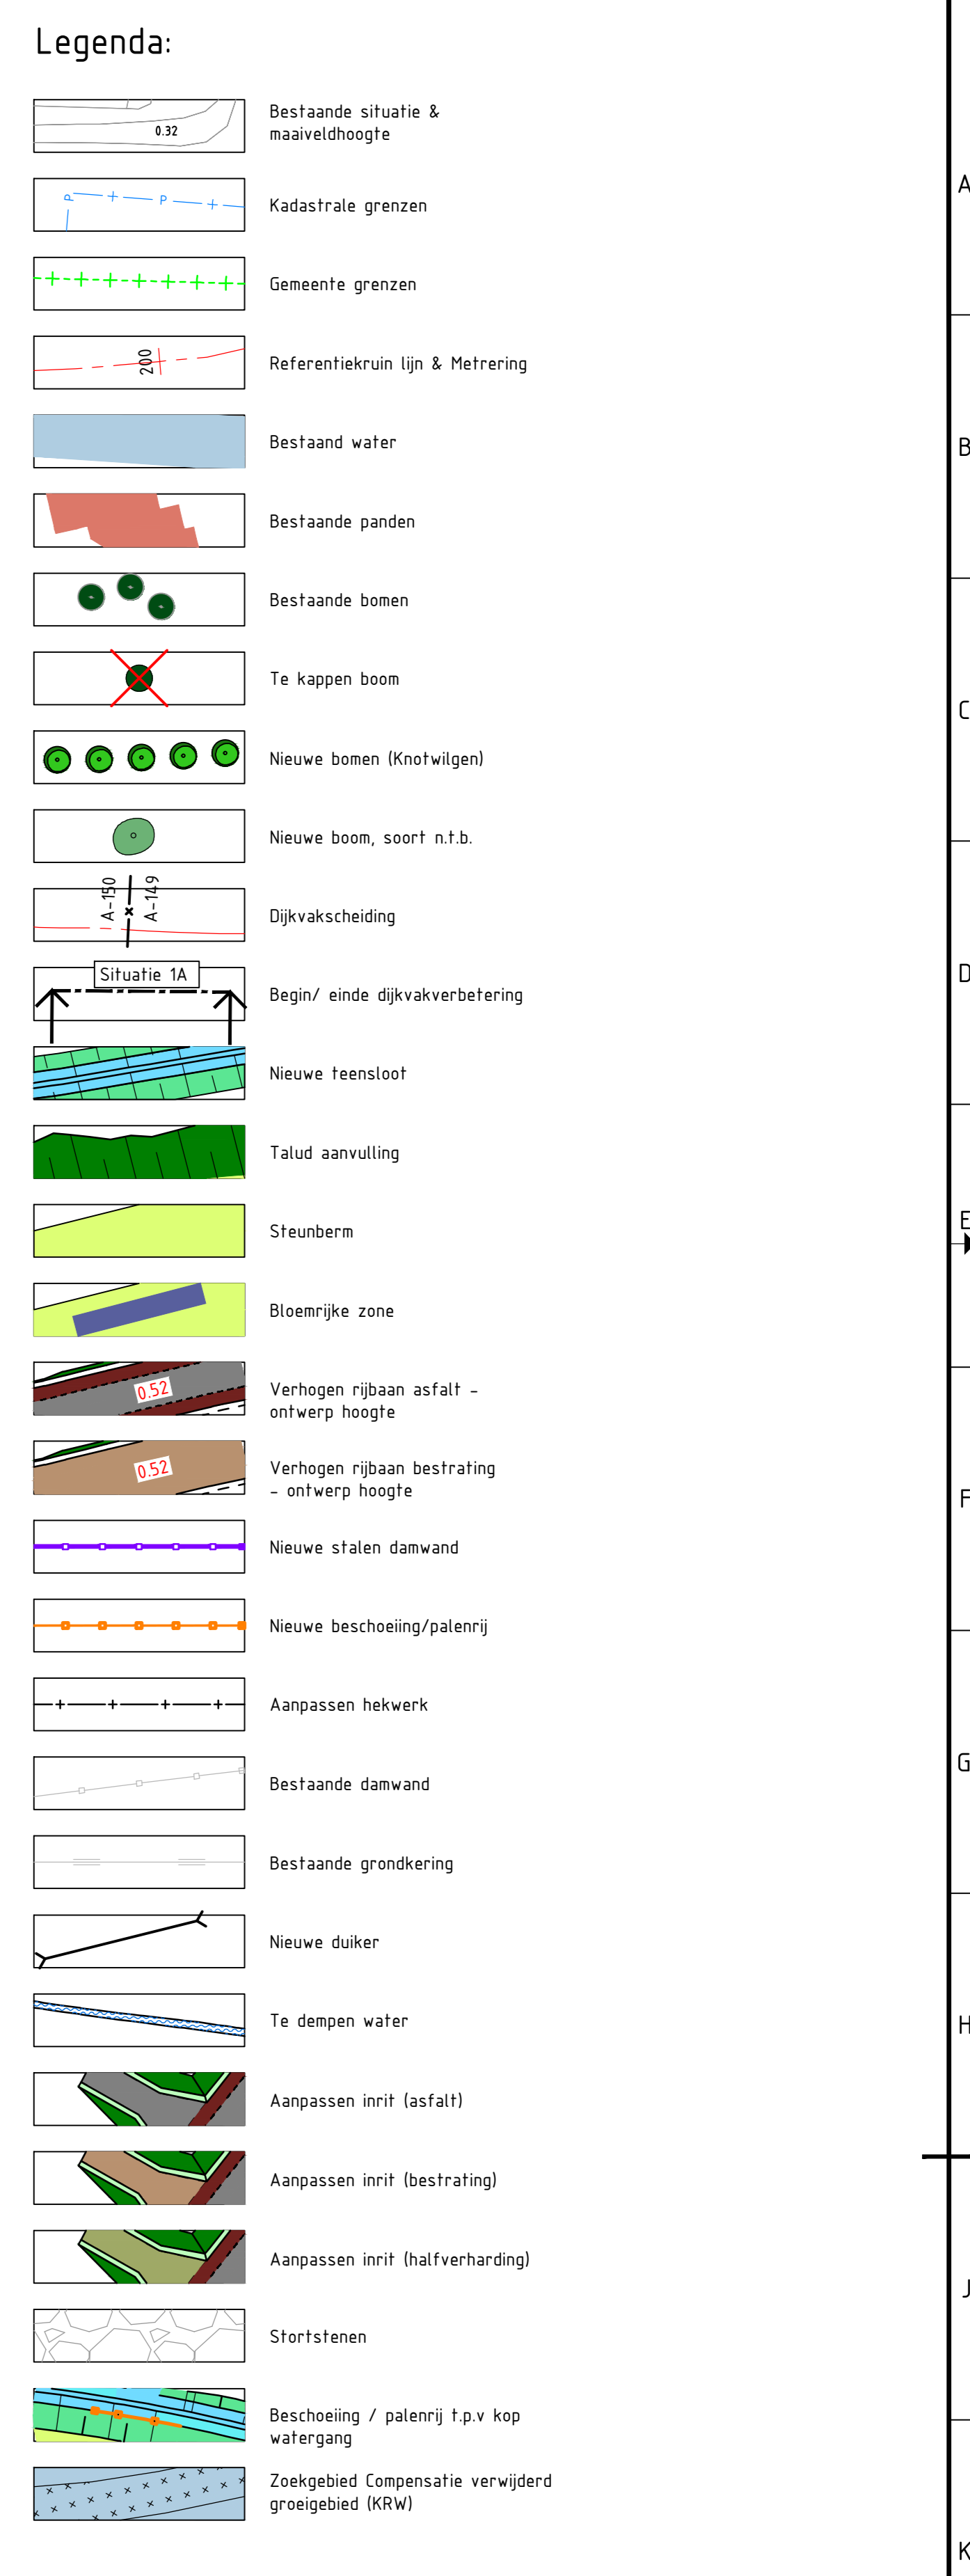 Legenda:
0.32
Bestaande situatie &
maaiveldhoogte
A
P
P
Kadastrale grenzen
Gemeente grenzen
200
Referentiekruin lijn & Metrering
Bestaand water
B
Bestaande panden
Bestaande bomen
Te kappen boom
C
Nieuwe bomen (Knotwilgen)
Nieuwe boom, soort n.t.b.
A-150
A-149
Dijkvakscheiding
D
Situatie 1A
Begin/ einde dijkvakverbetering
Nieuwe teensloot
Talud aanvulling
E
Steunberm
Bloemrijke zone
0.52
Verhogen rijbaan asfalt -
ontwerp hoogte
0.52
Verhogen rijbaan bestrating
- ontwerp hoogte
F
Nieuwe stalen damwand
Nieuwe beschoeiing/palenrij
Aanpassen hekwerk
G
Bestaande damwand
Bestaande grondkering
Nieuwe duiker
Te dempen water
H
Aanpassen inrit (asfalt)
Aanpassen inrit (bestrating)
Aanpassen inrit (halfverharding)
J
Stortstenen
Beschoeiing / palenrij t.p.v kop
watergang
Zoekgebied Compensatie verwijderd
groeigebied (KRW)
K